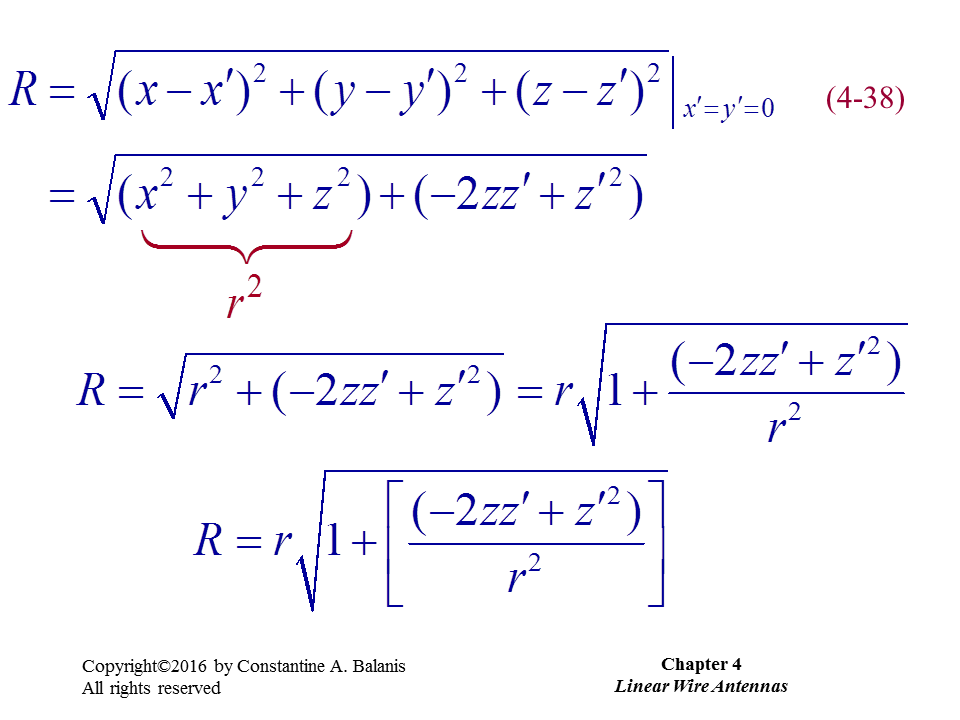 R = √((x − x′)² + (y − y′)² + (z − z′)²) |x′=y′=0 (4-38)
= √((x² + y² + z²) + (−2zz′ + z′²))
r²
R = √(r² + (−2zz′ + z′²)) = r√(1 + (−2zz′ + z′²)/r²)
R = r√(1 + [(−2zz′ + z′²)/r²])
Copyright©2016 by Constantine A. Balanis
All rights reserved
Chapter 4
Linear Wire Antennas